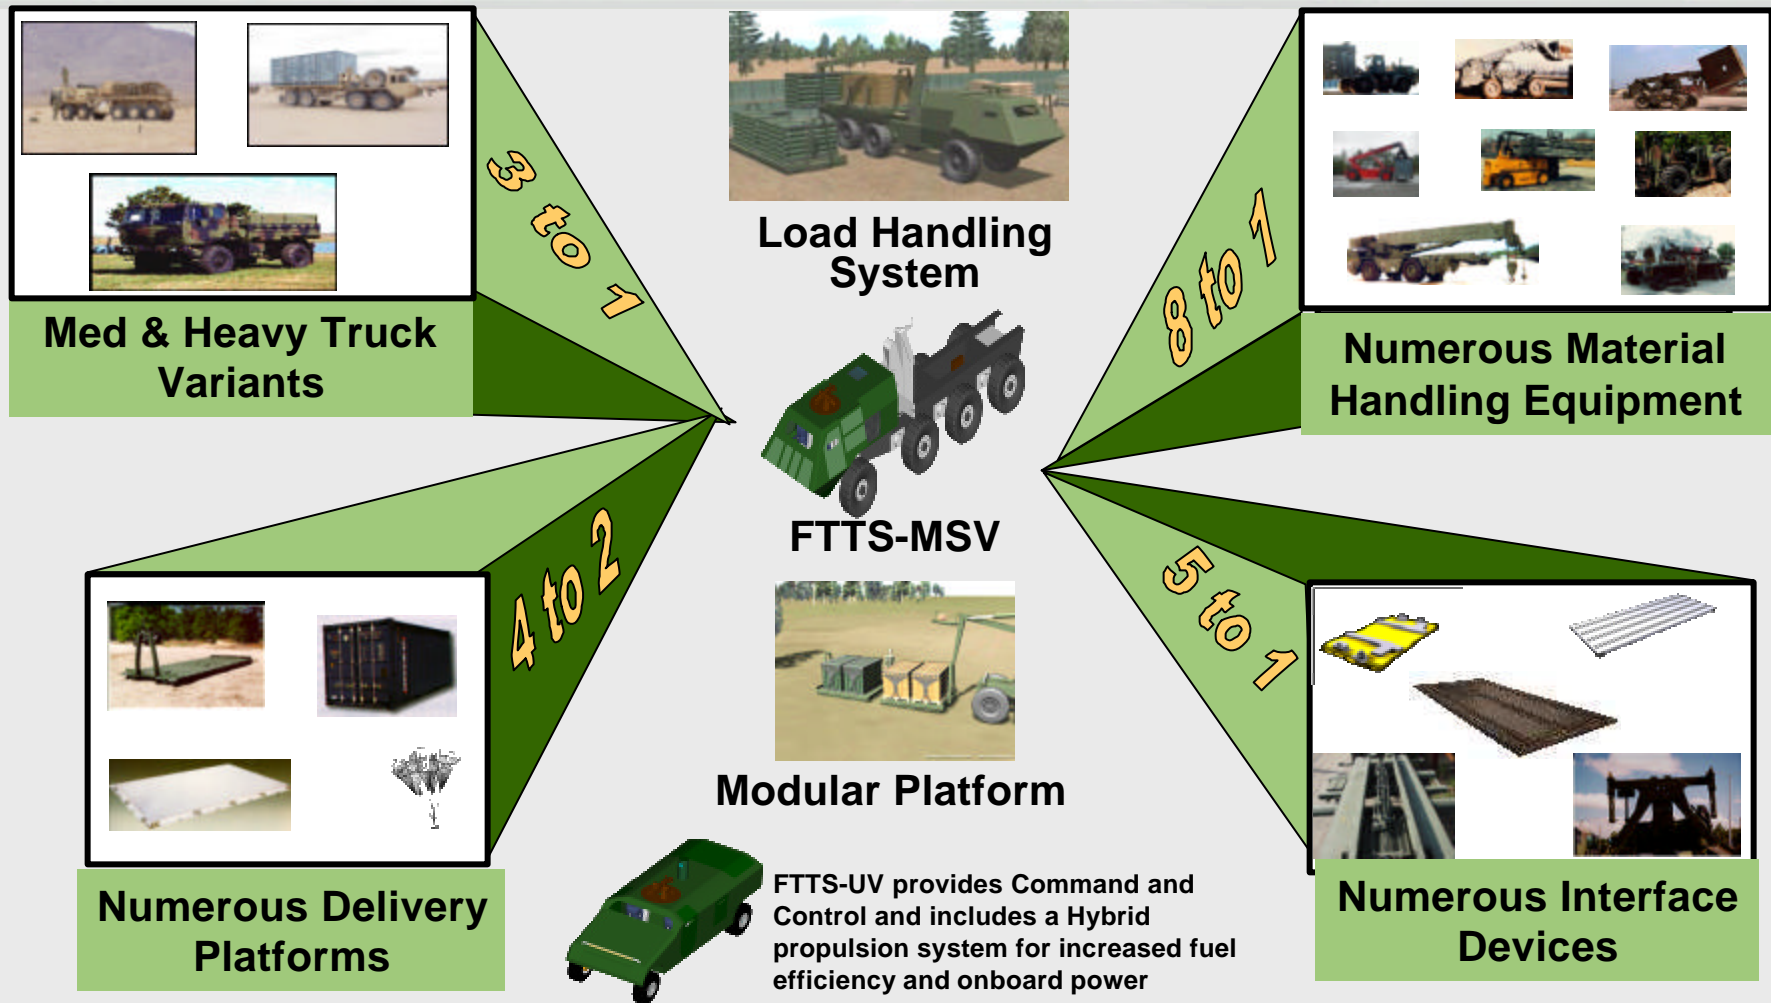 3 to 1
Med & Heavy Truck
Variants
Load Handling
System
8 to 1
Numerous Material
Handling Equipment
FTTS-MSV
4 to 2
Numerous Delivery
Platforms
Modular Platform
5 to 1
Numerous Interface
Devices
FTTS-UV provides Command and
Control and includes a Hybrid
propulsion system for increased fuel
efficiency and onboard power